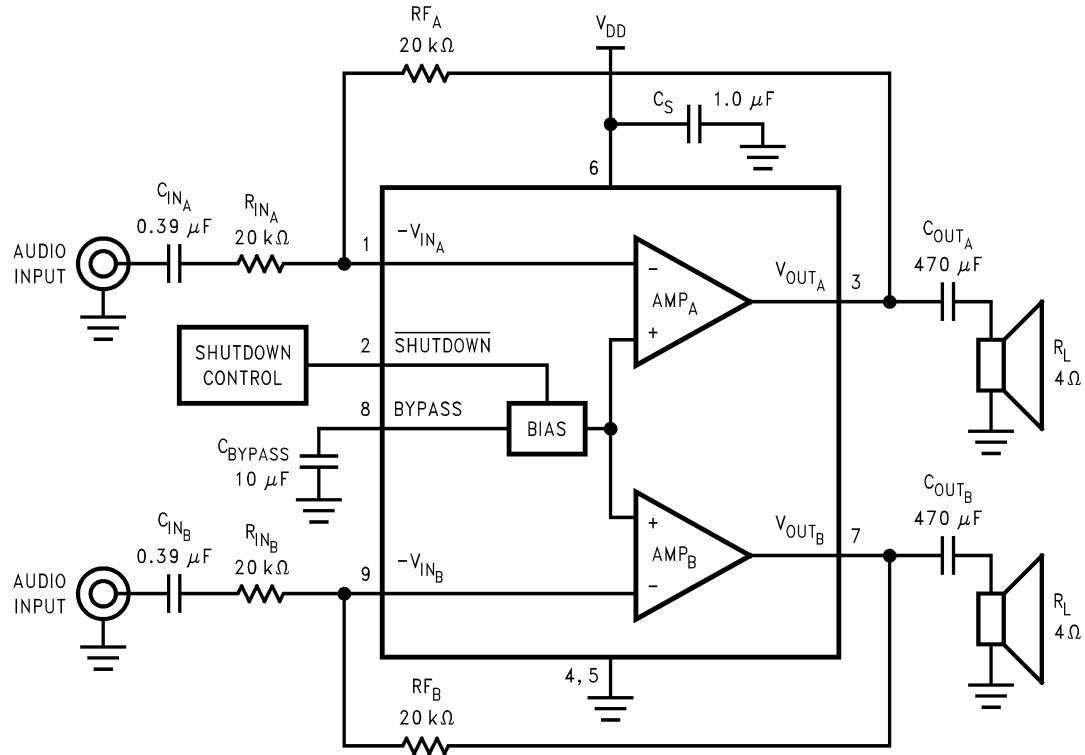 RF_A
20 kΩ
V_DD
C_S
1.0 μF
6
C_IN_A
0.39 μF
R_IN_A
20 kΩ
AUDIO
INPUT
1
-V_IN_A
−
AMP_A
+
V_OUT_A
3
C_OUT_A
470 μF
R_L
4Ω
SHUTDOWN
CONTROL
2
SHUTDOWN
8
BYPASS
BIAS
C_BYPASS
10 μF
C_IN_B
0.39 μF
R_IN_B
20 kΩ
AUDIO
INPUT
9
-V_IN_B
+
AMP_B
−
V_OUT_B
7
C_OUT_B
470 μF
R_L
4Ω
4, 5
RF_B
20 kΩ